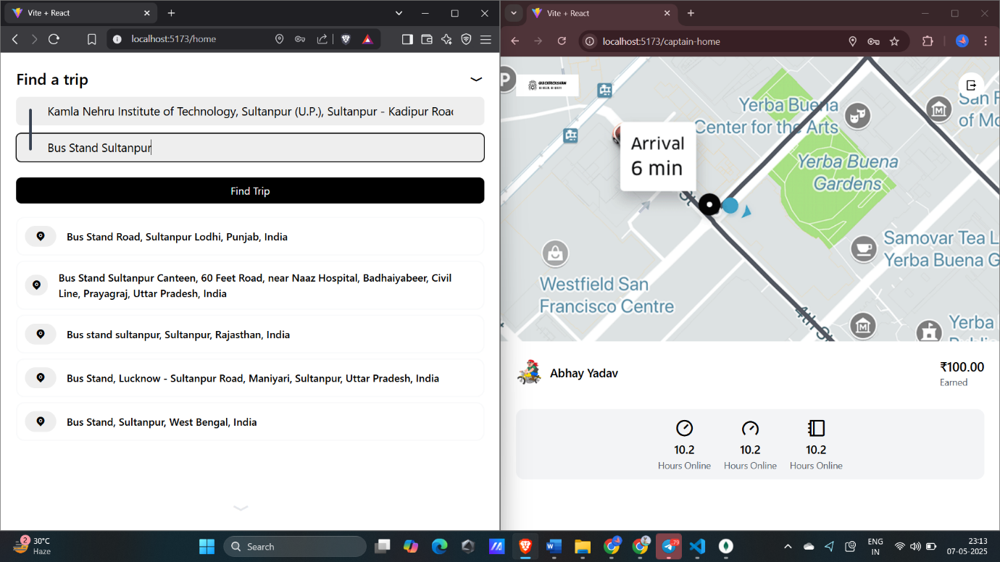 Vite + React
localhost:5173/home
Find a trip
Kamla Nehru Institute of Technology, Sultanpur (U.P.), Sultanpur - Kadipur Road
Bus Stand Sultanpur
Find Trip
Bus Stand Road, Sultanpur Lodhi, Punjab, India
Bus Stand Sultanpur Canteen, 60 Feet Road, near Naaz Hospital, Badhaiyabeer, Civil
Line, Prayagraj, Uttar Pradesh, India
Bus stand sultanpur, Sultanpur, Rajasthan, India
Bus Stand, Lucknow - Sultanpur Road, Maniyari, Sultanpur, Uttar Pradesh, India
Bus Stand, Sultanpur, West Bengal, India
Vite + React
localhost:5173/captain-home
P
QUICKRICKSHAW
Yerba Buena
Center for the Arts
San F
of Mo
Arrival
6 min
Yerba Buena
Gardens
St
Samovar Tea L
Yerba Buena G
Westfield San
Francisco Centre
4th St
Yerba
Abhay Yadav
₹100.00
Earned
10.2
Hours Online
10.2
Hours Online
10.2
Hours Online
2
30°C
Haze
Search
79
ENG
IN
23:13
07-05-2025